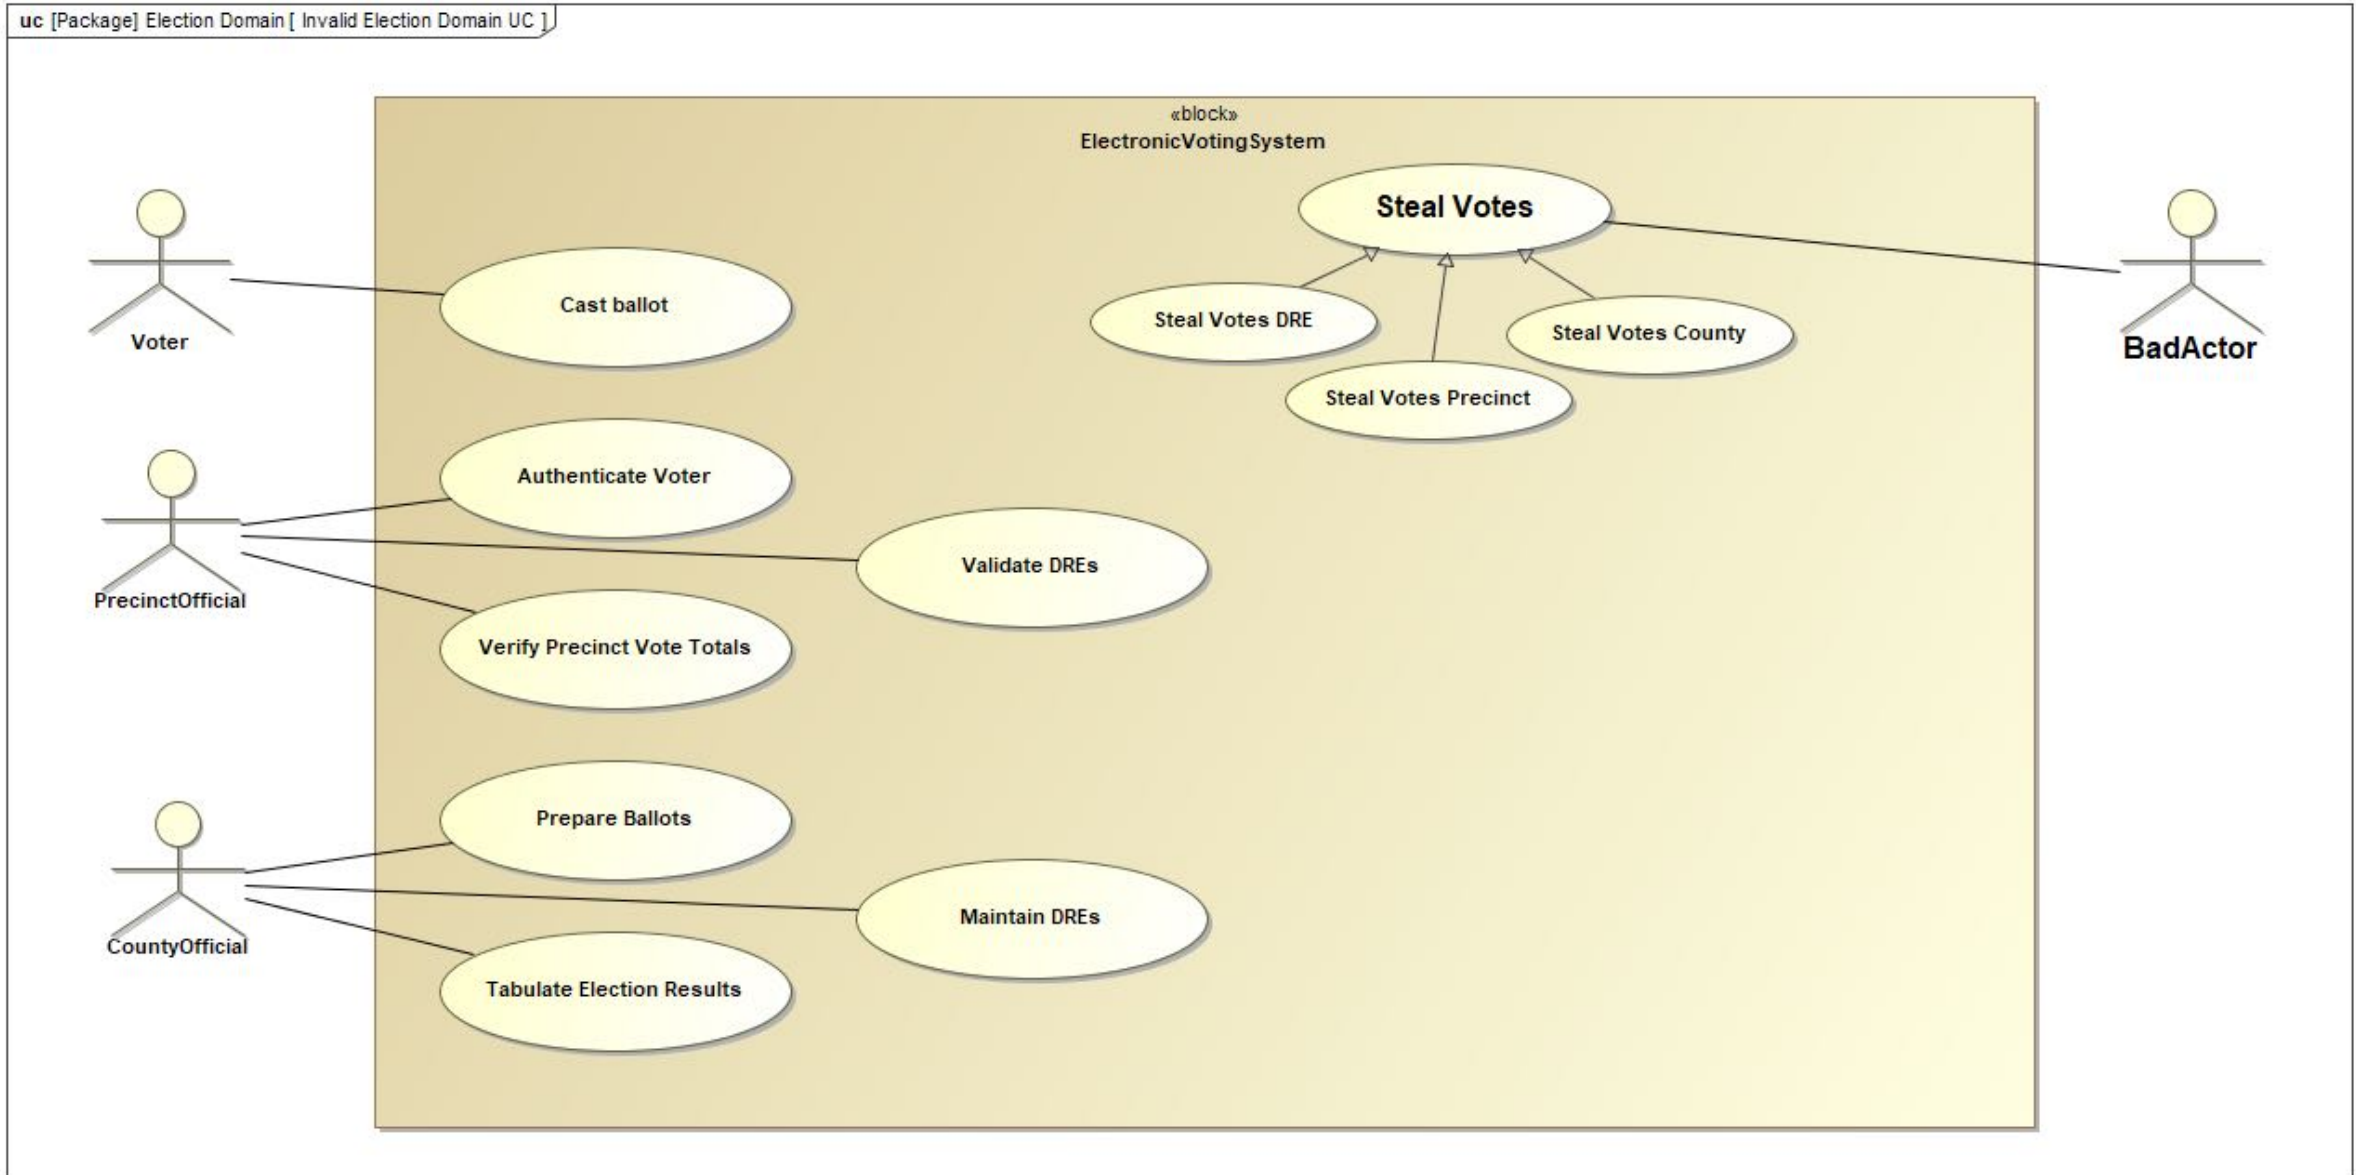 uc [Package] Election Domain [ Invalid Election Domain UC ]
«block»
ElectronicVotingSystem
Steal Votes
Steal Votes DRE
Steal Votes County
Steal Votes Precinct
BadActor
Voter
Cast ballot
Authenticate Voter
PrecinctOfficial
Validate DREs
Verify Precinct Vote Totals
Prepare Ballots
CountyOfficial
Maintain DREs
Tabulate Election Results